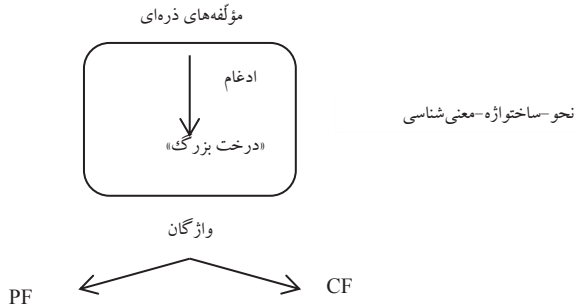 مؤلّفه‌های ذره‌ای
ادغام
نحو-ساختواژه-معنی‌شناسی
«درخت بزرگ»
واژگان
PF
CF